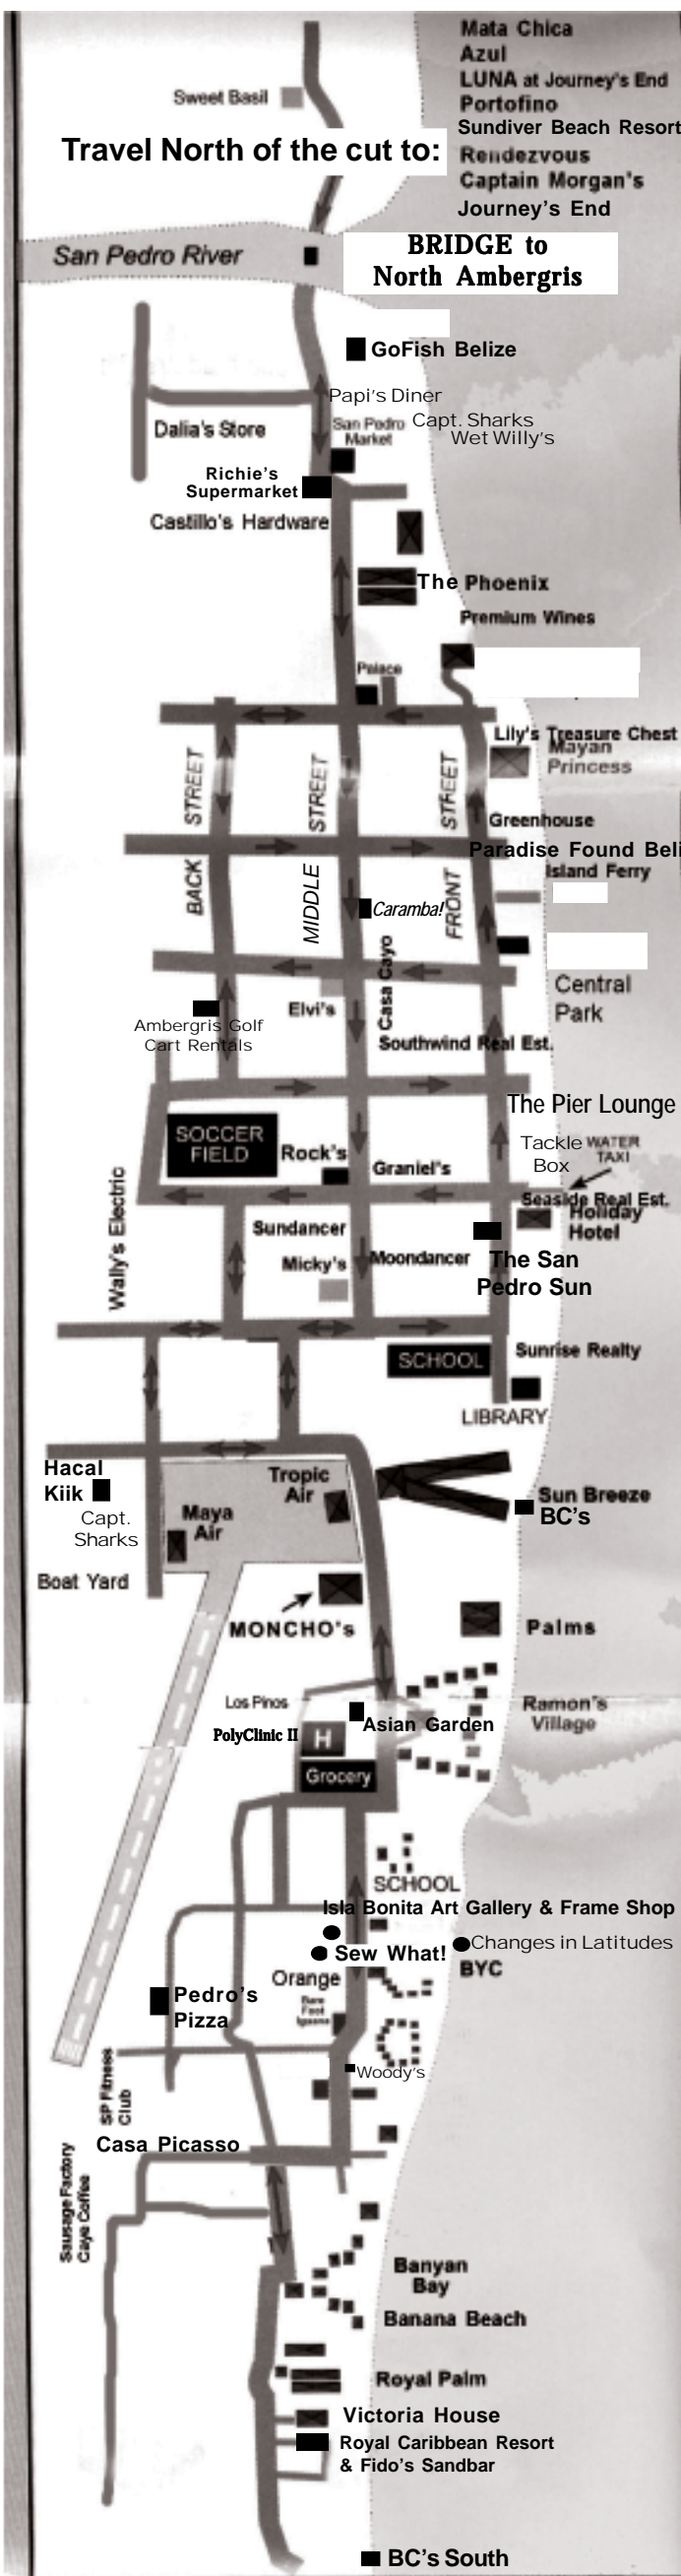 Mata Chica
Azul
LUNA at Journey's End
Portofino
Sundiver Beach Resort
Rendezvous
Captain Morgan's
Journey's End
Sweet Basil
Travel North of the cut to:
San Pedro River
BRIDGE to
North Ambergris
GoFish Belize
Papi's Diner
San Pedro
Market
Capt. Sharks
Wet Willy's
Dalia's Store
Richie's
Supermarket
Castillo's Hardware
The Phoenix
Premium Wines
Palace
Lily's Treasure Chest
Mayan
Princess
BACK STREET
MIDDLE STREET
FRONT STREET
Greenhouse
Paradise Found Beli
Island Ferry
Caramba!
Casa Cayo
Central
Park
Elvi's
Ambergris Golf
Cart Rentals
Southwind Real Est.
The Pier Lounge
SOCCER
FIELD
Rock's
Graniel's
Tackle
Box
WATER
TAXI
Wally's Electric
Seaside Real Est.
Holiday
Hotel
Sundancer
Micky's
Moondancer
The San
Pedro Sun
SCHOOL
Sunrise Realty
LIBRARY
Hacal
Kiik
Capt.
Sharks
Tropic
Air
Maya
Air
Sun Breeze
BC's
Boat Yard
MONCHO's
Palms
Los Pinos
PolyClinic II
H
Asian Garden
Ramon's
Village
Grocery
SCHOOL
Isla Bonita Art Gallery & Frame Shop
Sew What!
Changes in Latitudes
BYC
Orange
Bare
Foot
Iguana
Pedro's
Pizza
SP Fitness
Club
Woody's
Casa Picasso
Sausage Factory
Caye Coffee
Banyan
Bay
Banana Beach
Royal Palm
Victoria House
Royal Caribbean Resort
& Fido's Sandbar
BC's South